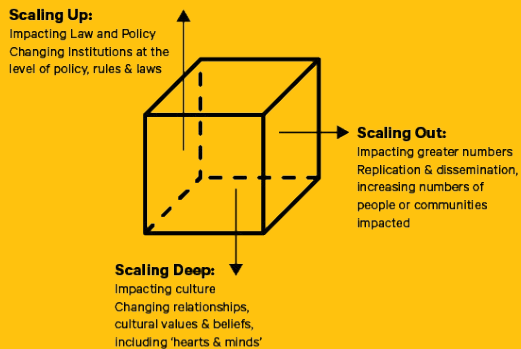 Scaling Up:
Impacting Law and Policy
Changing Institutions at the
level of policy, rules & laws
Scaling Out:
Impacting greater numbers
Replication & dissemination,
increasing numbers of
people or communities
impacted
Scaling Deep:
Impacting culture
Changing relationships,
cultural values & beliefs,
including ‘hearts & minds’